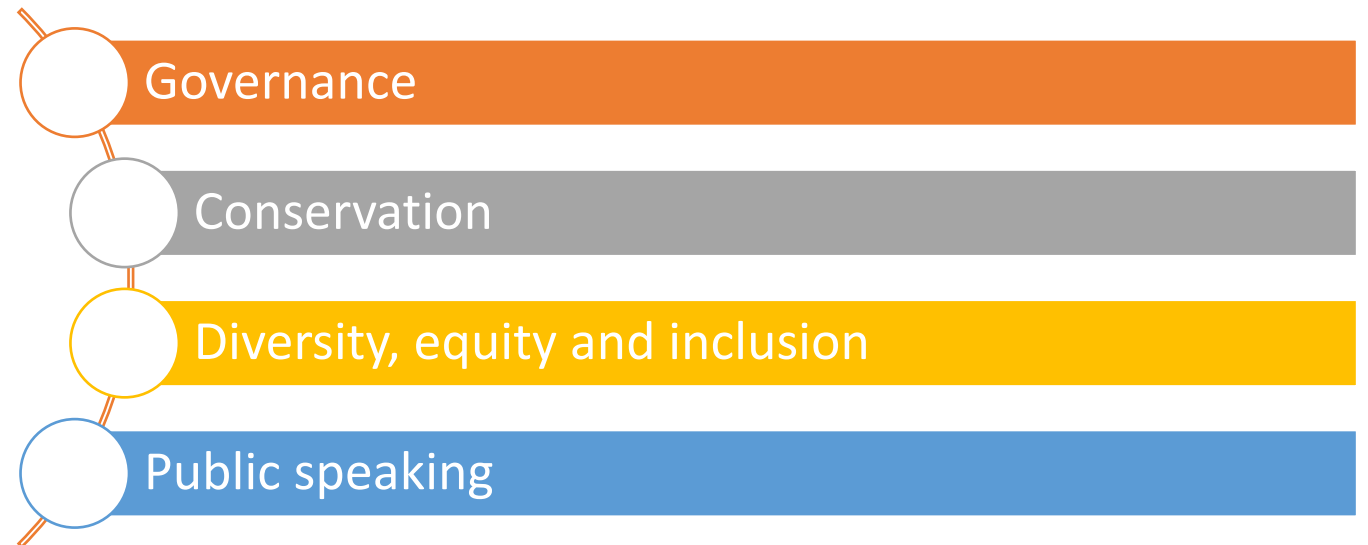 Governance
Conservation
Diversity, equity and inclusion
Public speaking